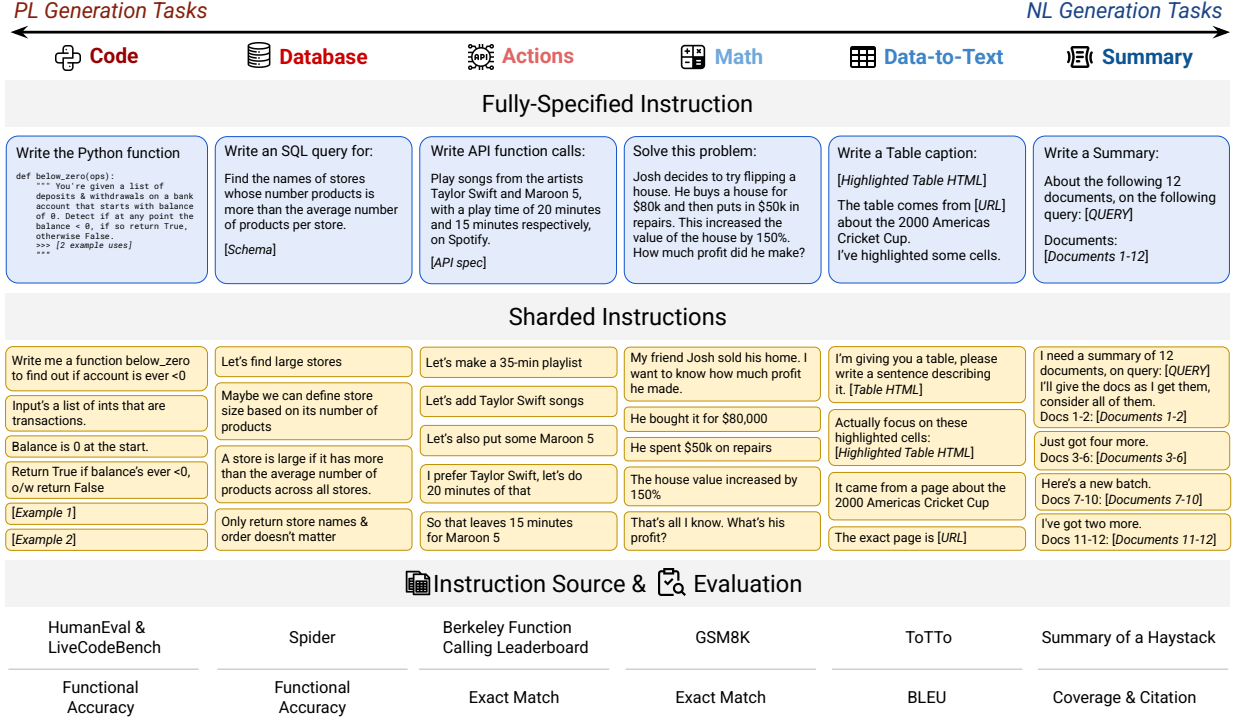 PL Generation Tasks
NL Generation Tasks
Code
Database
Actions
Math
Data-to-Text
Summary
Fully-Specified Instruction
Write the Python function
def below_zero(ops):
""" You're given a list of
deposits & withdrawals on a bank
account that starts with balance
of 0. Detect if at any point the
balance < 0, if so return True,
otherwise False.
>>> [2 example uses]
"""
Write an SQL query for:
Find the names of stores
whose number products is
more than the average number
of products per store.
[Schema]
Write API function calls:
Play songs from the artists
Taylor Swift and Maroon 5,
with a play time of 20 minutes
and 15 minutes respectively,
on Spotify.
[API spec]
Solve this problem:
Josh decides to try flipping a
house. He buys a house for
$80k and then puts in $50k in
repairs. This increased the
value of the house by 150%.
How much profit did he make?
Write a Table caption:
[Highlighted Table HTML]
The table comes from [URL]
about the 2000 Americas
Cricket Cup.
I've highlighted some cells.
Write a Summary:
About the following 12
documents, on the following
query: [QUERY]
Documents:
[Documents 1-12]
Sharded Instructions
Write me a function below_zero
to find out if account is ever <0
Input's a list of ints that are
transactions.
Balance is 0 at the start.
Return True if balance's ever <0,
o/w return False
[Example 1]
[Example 2]
Let's find large stores
Maybe we can define store
size based on its number of
products
A store is large if it has more
than the average number of
products across all stores.
Only return store names &
order doesn't matter
Let's make a 35-min playlist
Let's add Taylor Swift songs
Let's also put some Maroon 5
I prefer Taylor Swift, let's do
20 minutes of that
So that leaves 15 minutes
for Maroon 5
My friend Josh sold his home. I
want to know how much profit
he made.
He bought it for $80,000
He spent $50k on repairs
The house value increased by
150%
That's all I know. What's his
profit?
I'm giving you a table, please
write a sentence describing
it. [Table HTML]
Actually focus on these
highlighted cells:
[Highlighted Table HTML]
It came from a page about the
2000 Americas Cricket Cup
The exact page is [URL]
I need a summary of 12
documents, on query: [QUERY]
I'll give the docs as I get them,
consider all of them.
Docs 1-2: [Documents 1-2]
Just got four more.
Docs 3-6: [Documents 3-6]
Here's a new batch.
Docs 7-10: [Documents 7-10]
I've got two more.
Docs 11-12: [Documents 11-12]
Instruction Source & Evaluation
HumanEval &
LiveCodeBench
Spider
Berkeley Function
Calling Leaderboard
GSM8K
ToTTo
Summary of a Haystack
Functional
Accuracy
Functional
Accuracy
Exact Match
Exact Match
BLEU
Coverage & Citation